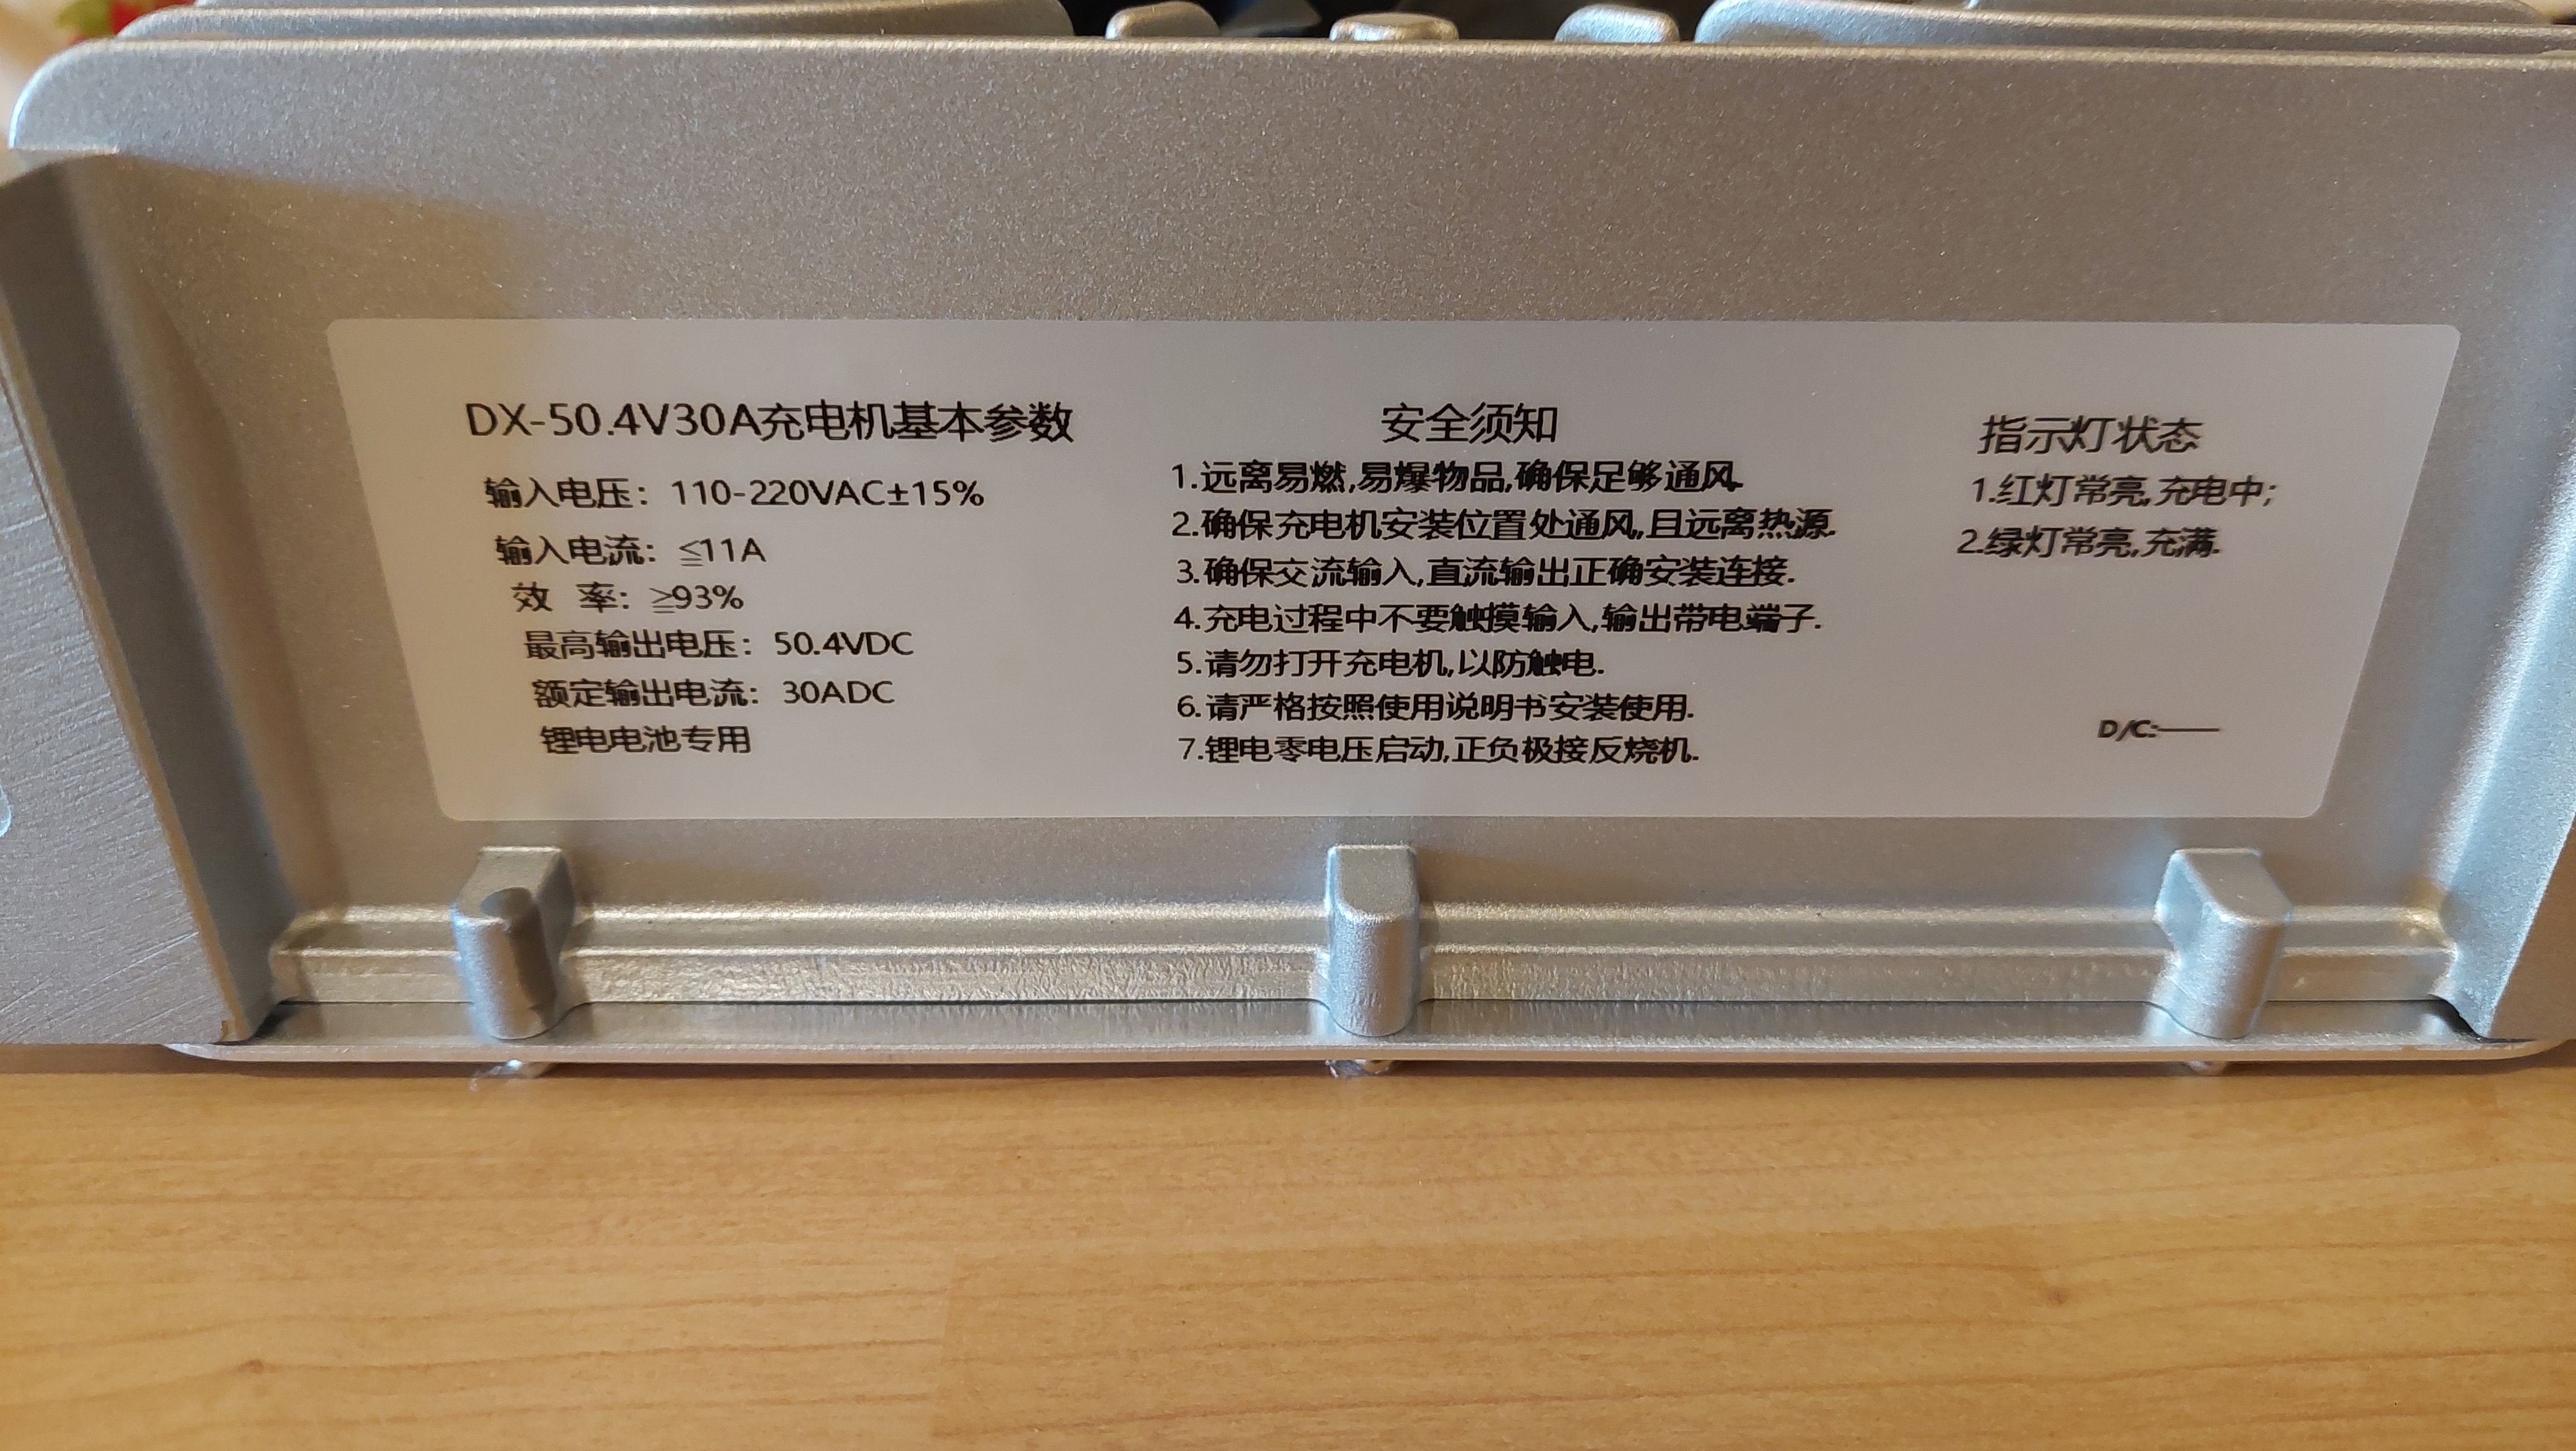 DX-50.4V30A充电机基本参数
输入电压：110-220VAC±15%
输入电流：≦11A
效 率：≧93%
最高输出电压：50.4VDC
额定输出电流：30ADC
锂电电池专用
安全须知
1.远离易燃,易爆物品,确保足够通风.
2.确保充电机安装位置处通风,且远离热源.
3.确保交流输入,直流输出正确安装连接.
4.充电过程中不要触摸输入,输出带电端子.
5.请勿打开充电机,以防触电.
6.请严格按照使用说明书安装使用.
7.锂电零电压启动,正负极接反烧机.
指示灯状态
1.红灯常亮,充电中;
2.绿灯常亮,充满.
D/C:——